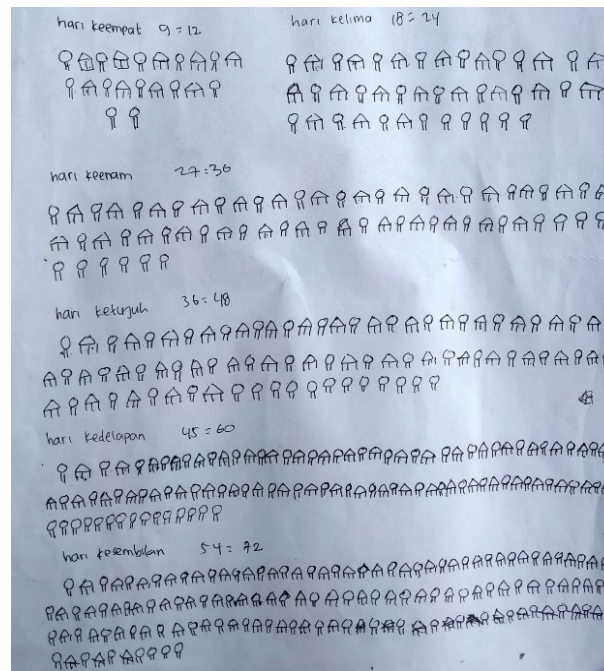 hari keempat 9 = 12
hari kelima 18 = 24
hari keenam 27 : 36
hari ketujuh 36 = 48
hari kedelapan 45 = 60
hari kesembilan 54 = 72